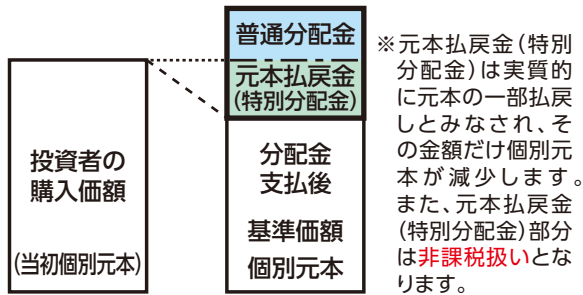 投資者の
購入価額
(当初個別元本)
普通分配金
元本払戻金
(特別分配金)
分配金
支払後
基準価額
個別元本
※元本払戻金(特別
分配金)は実質的
に元本の一部払戻
しとみなされ、そ
の金額だけ個別元
本が減少します。
また、元本払戻金
(特別分配金)部分
は非課税扱いとな
ります。